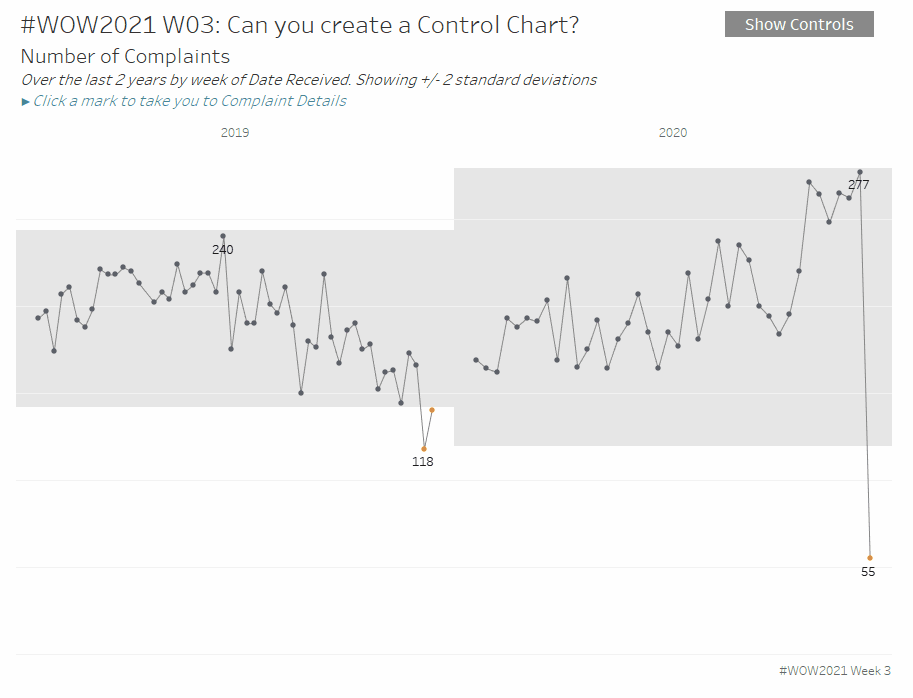 #WOW2021 W03: Can you create a Control Chart?
Show Controls
Number of Complaints
Over the last 2 years by week of Date Received. Showing +/- 2 standard deviations
▶ Click a mark to take you to Complaint Details
2019
2020
277
240
118
55
#WOW2021 Week 3